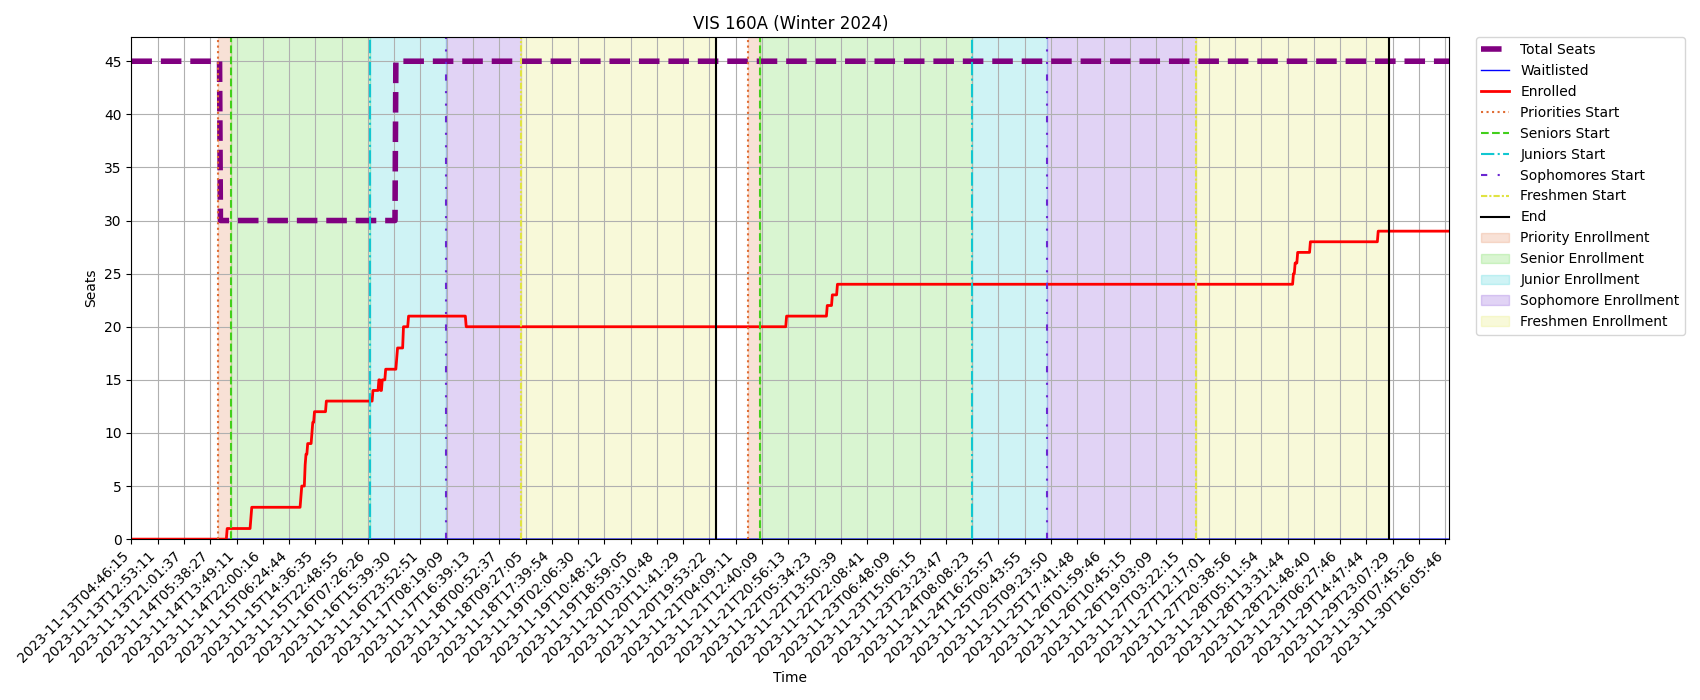 VIS 160A (Winter 2024)
Seats
45
40
35
30
25
20
15
10
5
0
2023-11-13T04:46:15
2023-11-13T12:53:11
2023-11-13T21:01:37
2023-11-14T05:38:27
2023-11-14T13:49:11
2023-11-14T22:00:16
2023-11-15T06:24:44
2023-11-15T14:36:35
2023-11-15T22:48:55
2023-11-16T07:26:26
2023-11-16T15:39:30
2023-11-16T23:52:51
2023-11-17T08:19:09
2023-11-17T16:39:13
2023-11-18T00:52:37
2023-11-18T09:27:05
2023-11-18T17:39:54
2023-11-19T02:06:30
2023-11-19T10:48:12
2023-11-19T18:59:05
2023-11-20T03:10:48
2023-11-20T11:41:29
2023-11-20T19:53:22
2023-11-21T04:09:11
2023-11-21T12:40:09
2023-11-21T20:56:13
2023-11-22T05:34:23
2023-11-22T13:50:39
2023-11-22T22:08:41
2023-11-23T06:48:09
2023-11-23T15:06:15
2023-11-23T23:23:47
2023-11-24T08:08:23
2023-11-24T16:25:57
2023-11-25T00:43:55
2023-11-25T09:23:50
2023-11-25T17:41:48
2023-11-26T01:59:46
2023-11-26T10:45:15
2023-11-26T19:03:09
2023-11-27T03:22:15
2023-11-27T12:17:01
2023-11-27T20:38:56
2023-11-28T05:11:54
2023-11-28T13:31:44
2023-11-28T21:48:40
2023-11-29T06:27:46
2023-11-29T14:47:44
2023-11-29T23:07:29
2023-11-30T07:45:26
2023-11-30T16:05:46
Time
Total Seats
Waitlisted
Enrolled
Priorities Start
Seniors Start
Juniors Start
Sophomores Start
Freshmen Start
End
Priority Enrollment
Senior Enrollment
Junior Enrollment
Sophomore Enrollment
Freshmen Enrollment